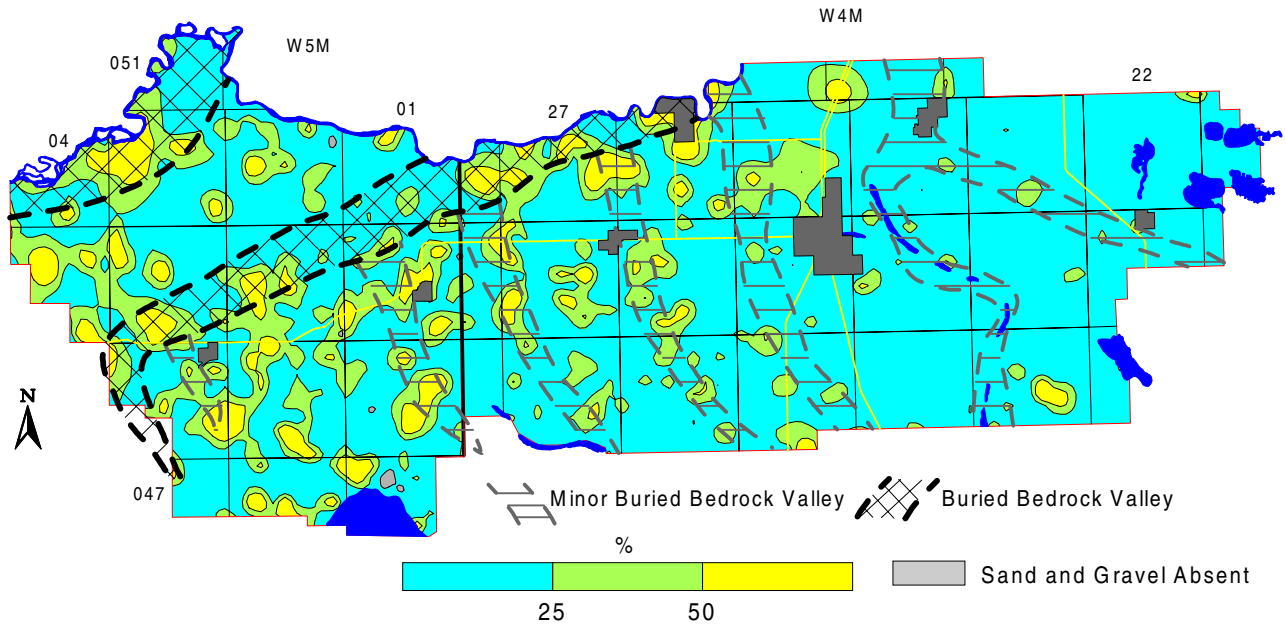 W4M
W5M
051
22
01
27
04
N
047
Minor Buried Bedrock Valley
Buried Bedrock Valley
%
Sand and Gravel Absent
25
50